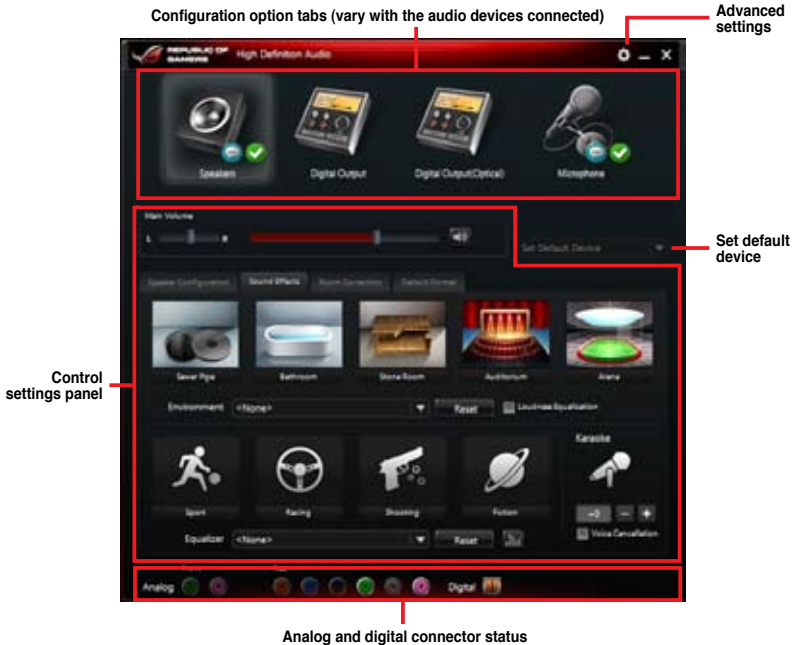 Configuration option tabs (vary with the audio devices connected)
Advanced
settings
REPUBLIC OF
GAMERS
High Definition Audio
Speakers
Digital Output
Digital Output(Optical)
Microphone
Main Volume
L
R
Set Default Device
Set default
device
Speaker Configuration
Sound Effects
Room Correction
Default Format
Control
settings panel
Sewer Pipe
Bathroom
Stone Room
Auditorium
Arena
Environment
<None>
Reset
Loudness Equalization
Karaoke
Sport
Racing
Shooting
Fiction
+0
Equalizer
<None>
Reset
Voice Cancellation
Analog
Digital
Analog and digital connector status